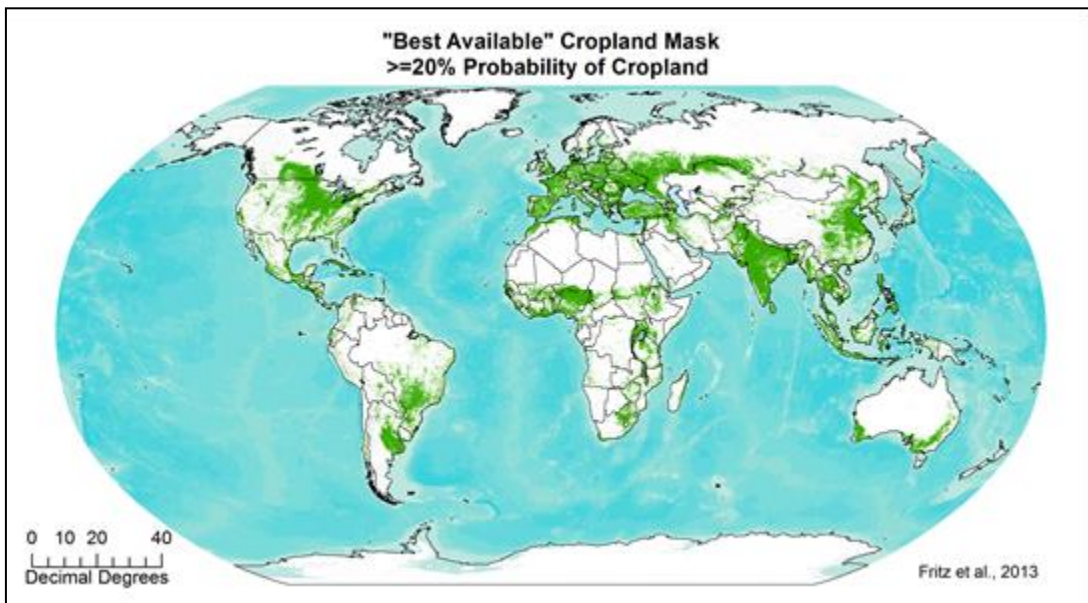 "Best Available" Cropland Mask
>=20% Probability of Cropland
0 10 20 40
Decimal Degrees
Fritz et al., 2013